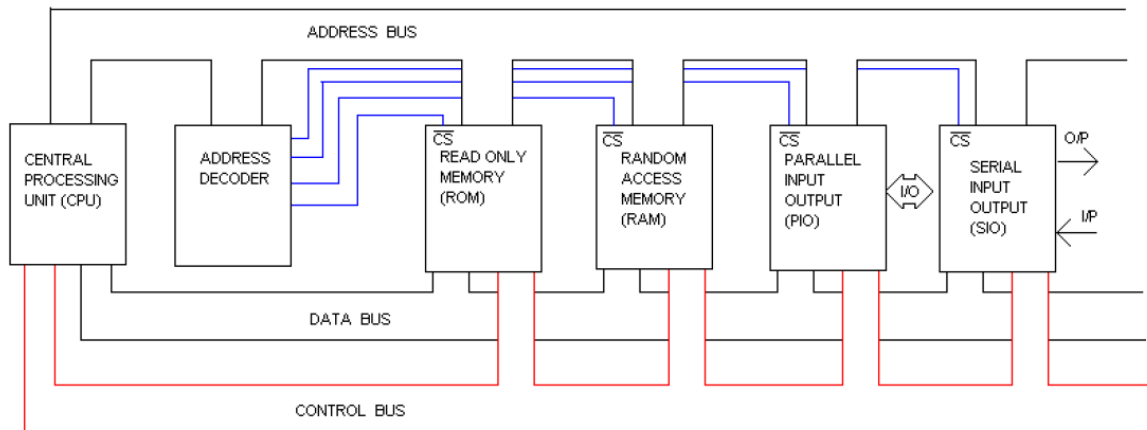 ADDRESS BUS
CENTRAL
PROCESSING
UNIT (CPU)
ADDRESS
DECODER
CS
READ ONLY
MEMORY
(ROM)
CS
RANDOM
ACCESS
MEMORY
(RAM)
CS
PARALLEL
INPUT
OUTPUT
(PIO)
I/O
CS
SERIAL
INPUT
OUTPUT
(SIO)
O/P
I/P
DATA BUS
CONTROL BUS